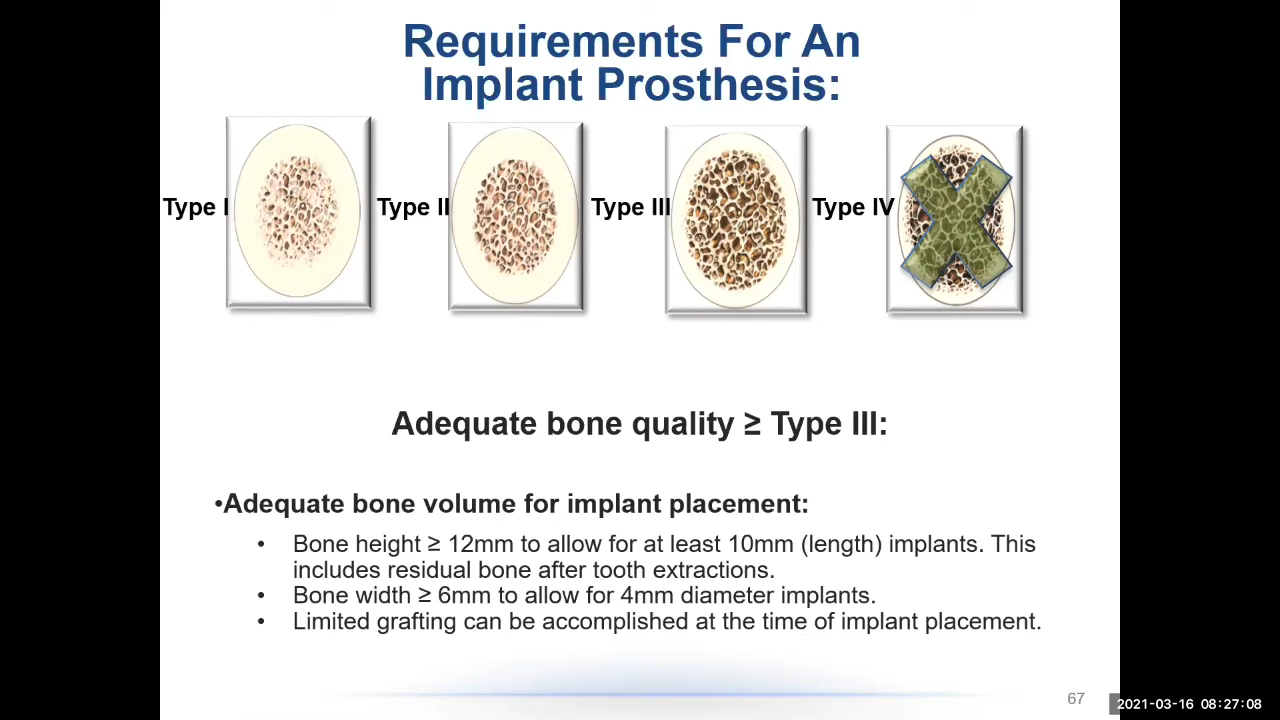 Requirements For An
Implant Prosthesis:
Type I
Type II
Type III
Type IV
Adequate bone quality ≥ Type III:
•Adequate bone volume for implant placement:
• Bone height ≥ 12mm to allow for at least 10mm (length) implants. This
includes residual bone after tooth extractions.
• Bone width ≥ 6mm to allow for 4mm diameter implants.
• Limited grafting can be accomplished at the time of implant placement.
67
2021-03-16 08:27:08